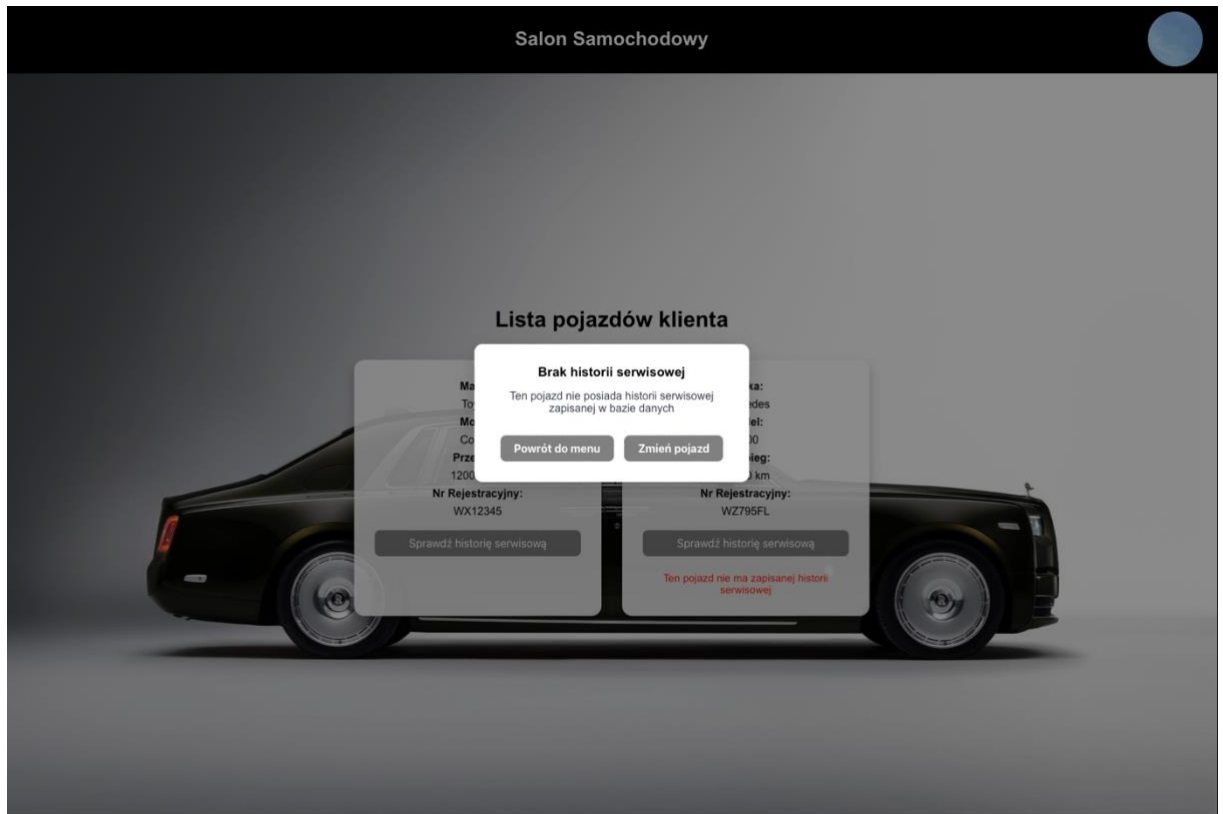 Salon Samochodowy
Lista pojazdów klienta
Brak historii serwisowej
Ten pojazd nie posiada historii serwisowej
zapisanej w bazie danych
Powrót do menu
Zmień pojazd
Nr Rejestracyjny:
WX12345
Sprawdź historię serwisową
km
Nr Rejestracyjny:
WZ795FL
Sprawdź historię serwisową
Ten pojazd nie ma zapisanej historii
serwisowej